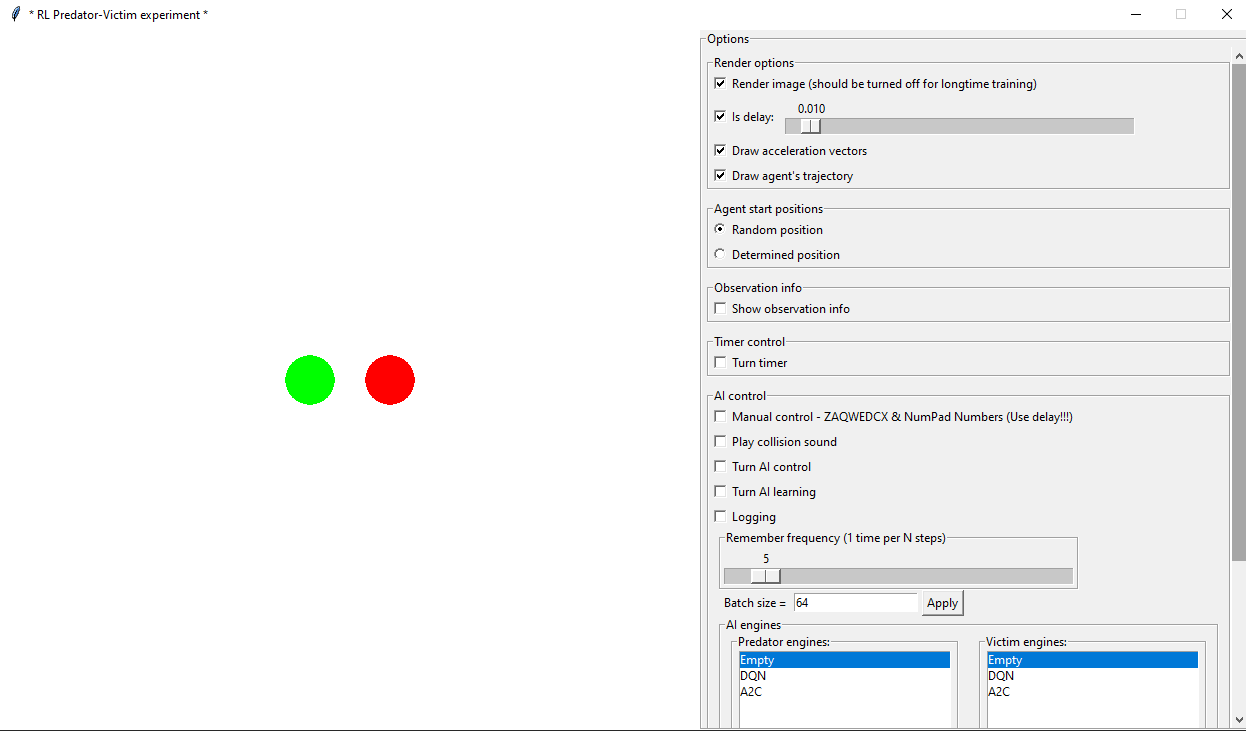 * RL Predator-Victim experiment *
Options
Render options
Render image (should be turned off for longtime training)
0.010
Is delay:
Draw acceleration vectors
Draw agent's trajectory
Agent start positions
Random position
Determined position
Observation info
Show observation info
Timer control
Turn timer
AI control
Manual control - ZAQWEDCX & NumPad Numbers (Use delay!!!)
Play collision sound
Turn AI control
Turn AI learning
Logging
Remember frequency (1 time per N steps)
5
Batch size = 64 Apply
AI engines
Predator engines:
Empty
DQN
A2C
Victim engines:
Empty
DQN
A2C